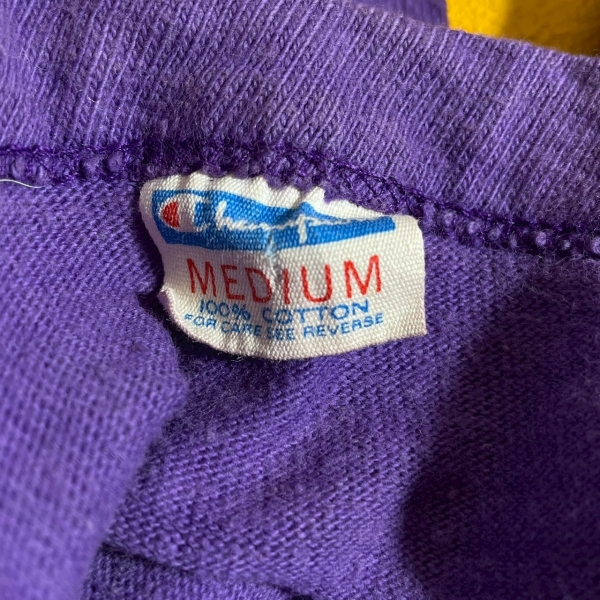 Champion
MEDIUM
100% COTTON
FOR CARE SEE REVERSE